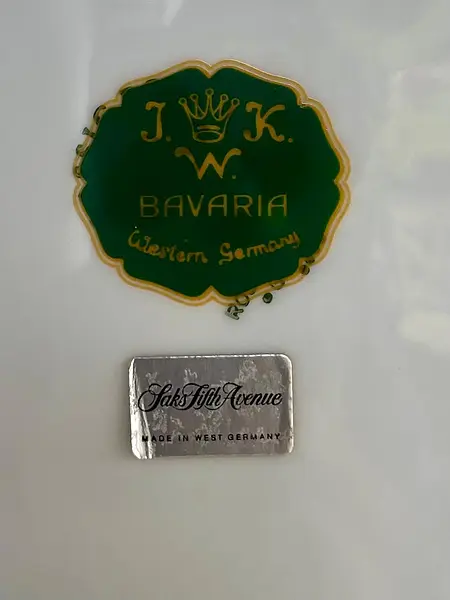 J. K.
W.
BAVARIA
Western Germany
Saks Fifth Avenue
MADE IN WEST GERMANY